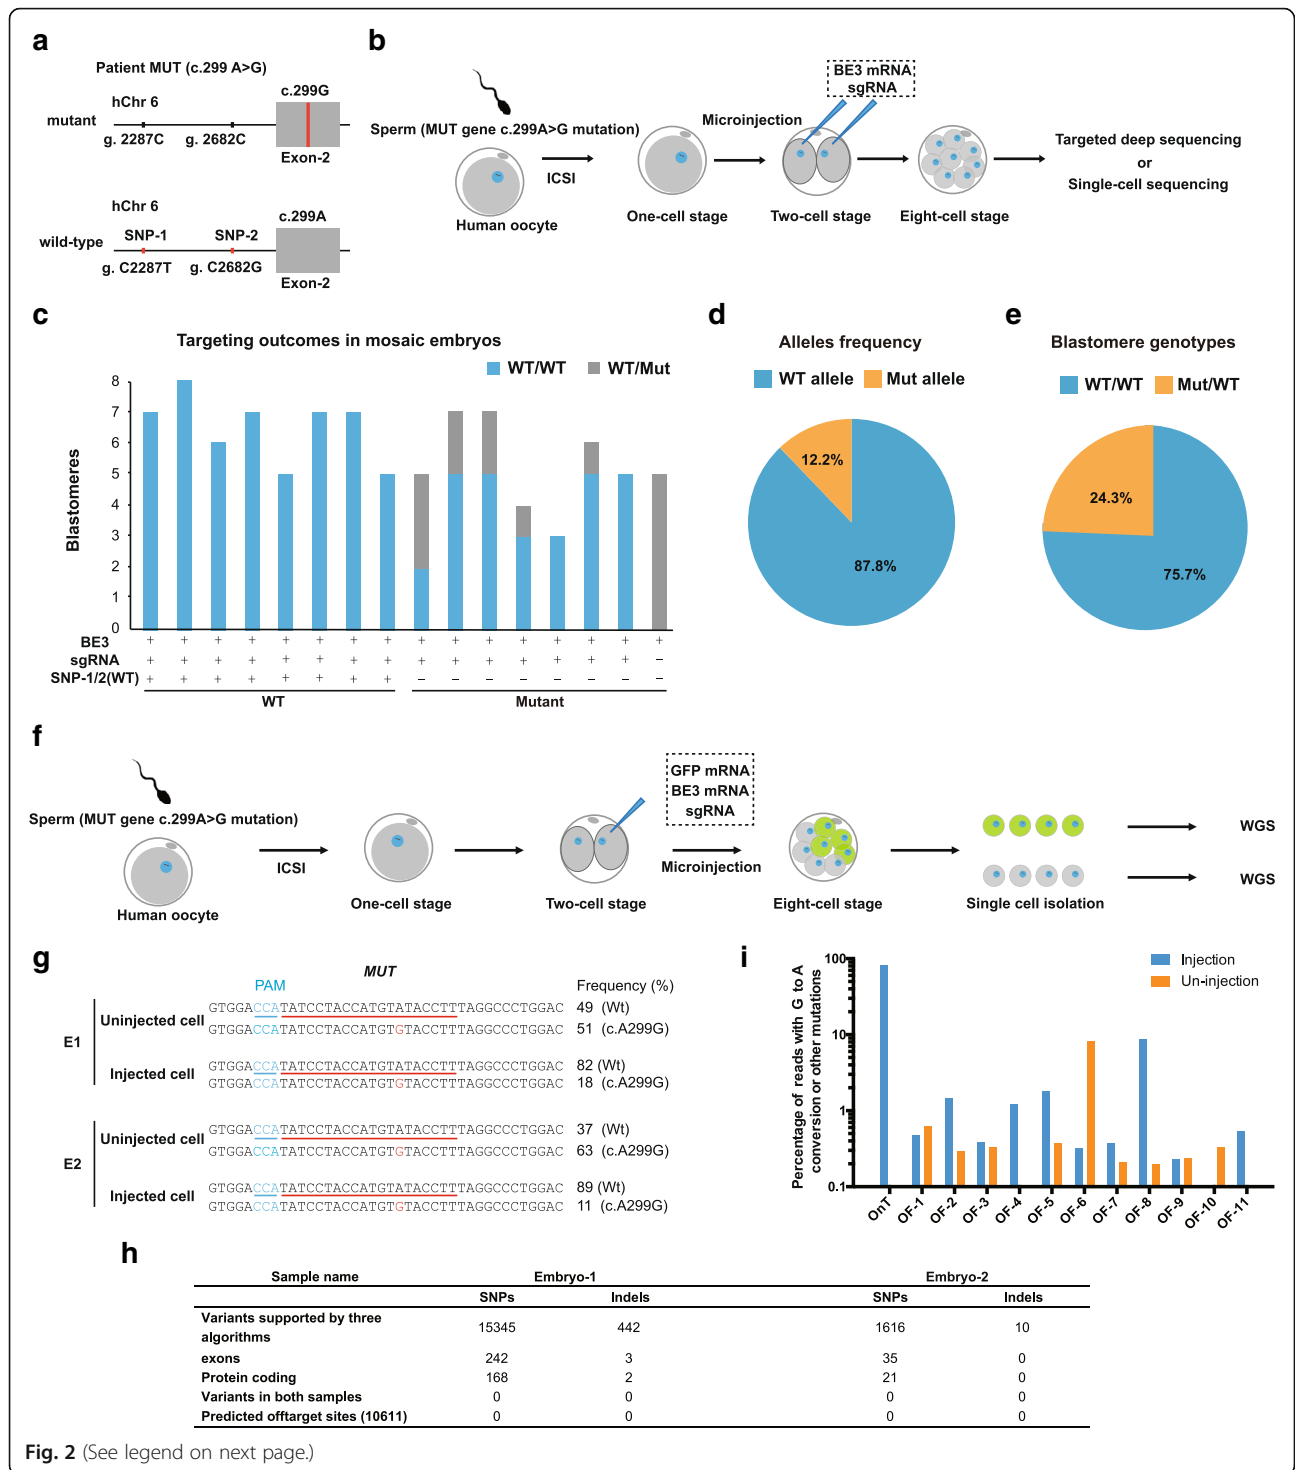 a
Patient MUT (c.299 A>G)
hChr 6
c.299G
mutant
g. 2287C
g. 2682C
Exon-2
hChr 6
c.299A
SNP-1
SNP-2
wild-type
g. C2287T
g. C2682G
Exon-2
b
BE3 mRNA
sgRNA
Sperm (MUT gene c.299A>G mutation)
Microinjection
ICSI
Human oocyte
One-cell stage
Two-cell stage
Eight-cell stage
Targeted deep sequencing
or
Single-cell sequencing
c
Targeting outcomes in mosaic embryos
WT/WT
WT/Mut
Blastomeres
8
7
6
5
4
3
2
1
0
BE3 + + + + + + + + + + + + + + + +
sgRNA + + + + + + + + + + + + + + + −
SNP-1/2(WT) + + + + + + + + − − − − − − − −
WT
Mutant
d
Alleles frequency
WT allele
Mut allele
12.2%
87.8%
e
Blastomere genotypes
WT/WT
Mut/WT
24.3%
75.7%
f
GFP mRNA
BE3 mRNA
sgRNA
Sperm (MUT gene c.299A>G mutation)
ICSI
Microinjection
Human oocyte
One-cell stage
Two-cell stage
Eight-cell stage
Single cell isolation
WGS
WGS
g
MUT
PAM
Frequency (%)
E1
Uninjected cell
GTGGACCATATCCTACCATGTATACCTTTAGGCCCTGGAC 49 (Wt)
GTGGACCATATCCTACCATGTGTACCTTTAGGCCCTGGAC 51 (c.A299G)
Injected cell
GTGGACCATATCCTACCATGTATACCTTTAGGCCCTGGAC 82 (Wt)
GTGGACCATATCCTACCATGTGTACCTTTAGGCCCTGGAC 18 (c.A299G)
E2
Uninjected cell
GTGGACCATATCCTACCATGTATACCTTTAGGCCCTGGAC 37 (Wt)
GTGGACCATATCCTACCATGTGTACCTTTAGGCCCTGGAC 63 (c.A299G)
Injected cell
GTGGACCATATCCTACCATGTATACCTTTAGGCCCTGGAC 89 (Wt)
GTGGACCATATCCTACCATGTGTACCTTTAGGCCCTGGAC 11 (c.A299G)
i
Percentage of reads with G to A
conversion or other mutations
100
10
1
0.1
Injection
Un-injection
OnT
OF-1
OF-2
OF-3
OF-4
OF-5
OF-6
OF-7
OF-8
OF-9
OF-10
OF-11
h
Sample name Embryo-1 Embryo-2
SNPs Indels SNPs Indels
Variants supported by three
algorithms 15345 442 1616 10
exons 242 3 35 0
Protein coding 168 2 21 0
Variants in both samples 0 0 0 0
Predicted offtarget sites (10611) 0 0 0 0
Fig. 2 (See legend on next page.)